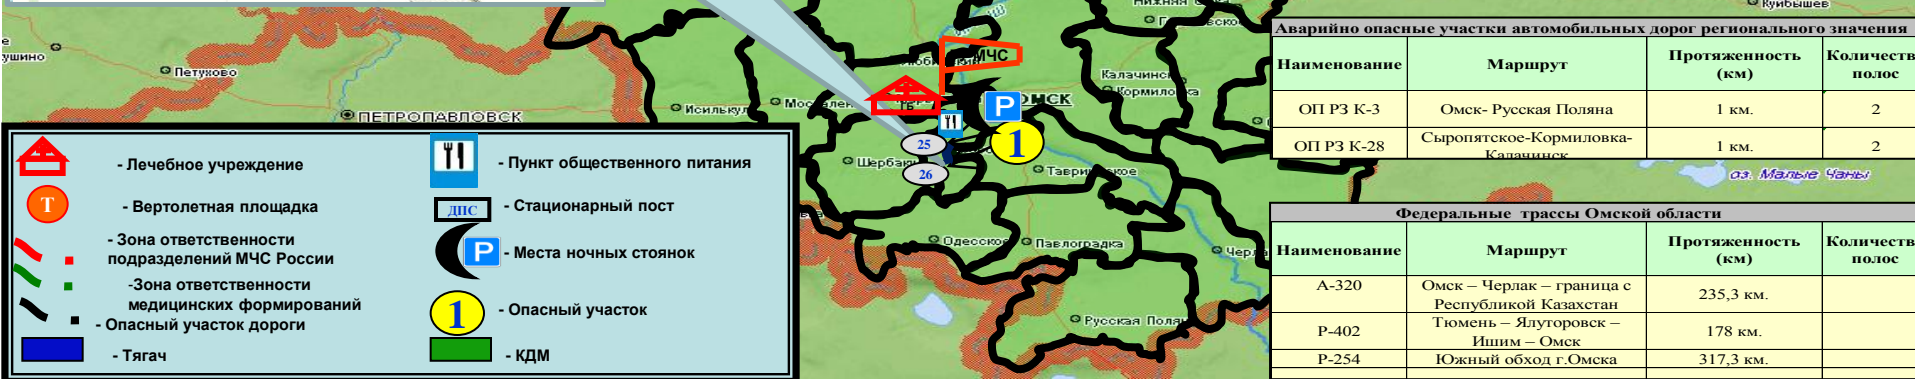 Куйбышев
Петухово
ушино
ПЕТРОПАВЛОВСК
Исилькуль
МЧС
Калачинск
Кормиловка
ОМСК
P
1
25
26
Одесское
Павлоградка
Русская Поляна
оз. Малые Чаны
- Лечебное учреждение
Т
- Вертолетная площадка
- Зона ответственности
подразделений МЧС России
-Зона ответственности
медицинских формирований
- Опасный участок дороги
- Тягач
- Пункт общественного питания
ДПС
- Стационарный пост
P
- Места ночных стоянок
1
- Опасный участок
- КДМ
Аварийно опасные участки автомобильных дорог регионального значения
Наименование Маршрут Протяженность (км) Количеств полос
ОП РЗ К-3 Омск- Русская Поляна 1 км. 2
ОП РЗ К-28 Сыропятское-Кормиловка-Калачинск 1 км. 2
Федеральные трассы Омской области
Наименование Маршрут Протяженность (км) Количеств полос
А-320 Омск – Черлак – граница с Республикой Казахстан 235,3 км.
Р-402 Тюмень – Ялуторовск – Ишим – Омск 178 км.
Р-254 Южный обход г.Омска 317,3 км.